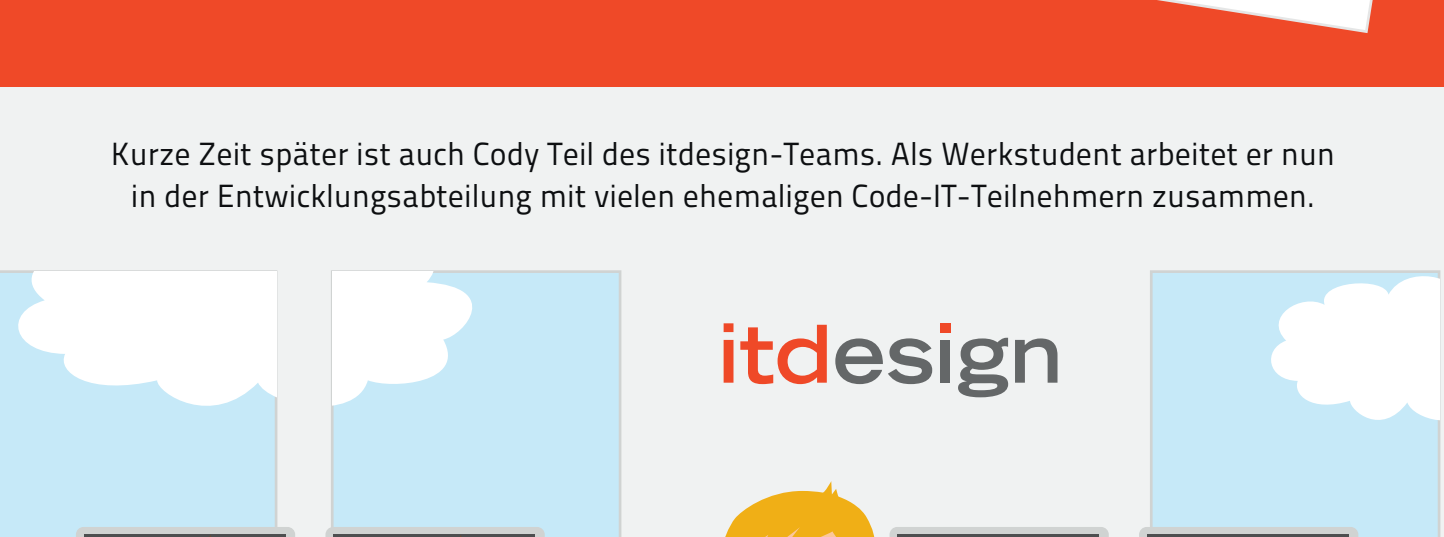 Kurze Zeit später ist auch Cody Teil des itdesign-Teams. Als Werkstudent arbeitet er nun
in der Entwicklungsabteilung mit vielen ehemaligen Code-IT-Teilnehmern zusammen.
itdesign